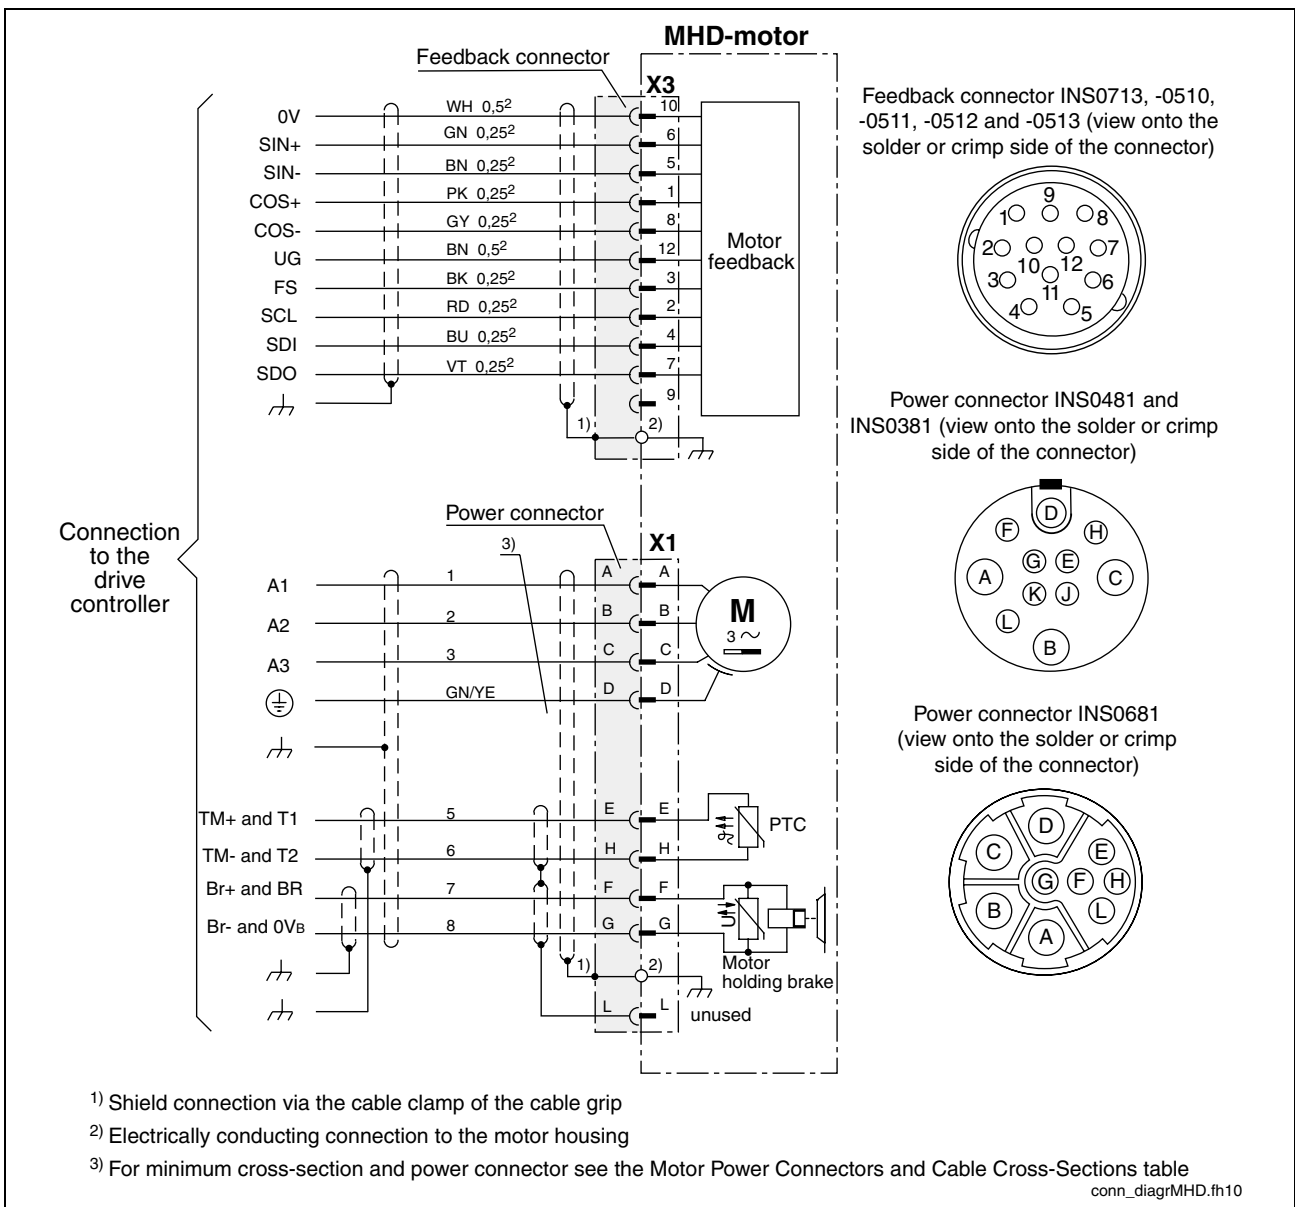 MHD-motor
Feedback connector
X3
0V WH 0,5² 10
SIN+ GN 0,25² 6
SIN- BN 0,25² 5
COS+ PK 0,25² 1
COS- GY 0,25² 8
UG BN 0,5² 12
FS BK 0,25² 3
SCL RD 0,25² 2
SDI BU 0,25² 4
SDO VT 0,25² 7
9
1) 2)
Motor
feedback
Connection
to the
drive
controller
Power connector
3)
X1
A1 1 A A
A2 2 B B
A3 3 C C
GN/YE D D
M
3
TM+ and T1 5 E E
TM- and T2 6 H H
Br+ and BR 7 F F
Br- and 0VB 8 G G
PTC
ϑ
U
Motor
holding brake
1) 2)
L L unused
Feedback connector INS0713, -0510,
-0511, -0512 and -0513 (view onto the
solder or crimp side of the connector)
9
1 8
2 10 12 7
3 11 6
4 5
Power connector INS0481 and
INS0381 (view onto the solder or crimp
side of the connector)
D
F H
G E
A C
K J
L
B
Power connector INS0681
(view onto the solder or crimp
side of the connector)
D
C E
G F H
B L
A
1) Shield connection via the cable clamp of the cable grip
2) Electrically conducting connection to the motor housing
3) For minimum cross-section and power connector see the Motor Power Connectors and Cable Cross-Sections table
conn_diagrMHD.fh10